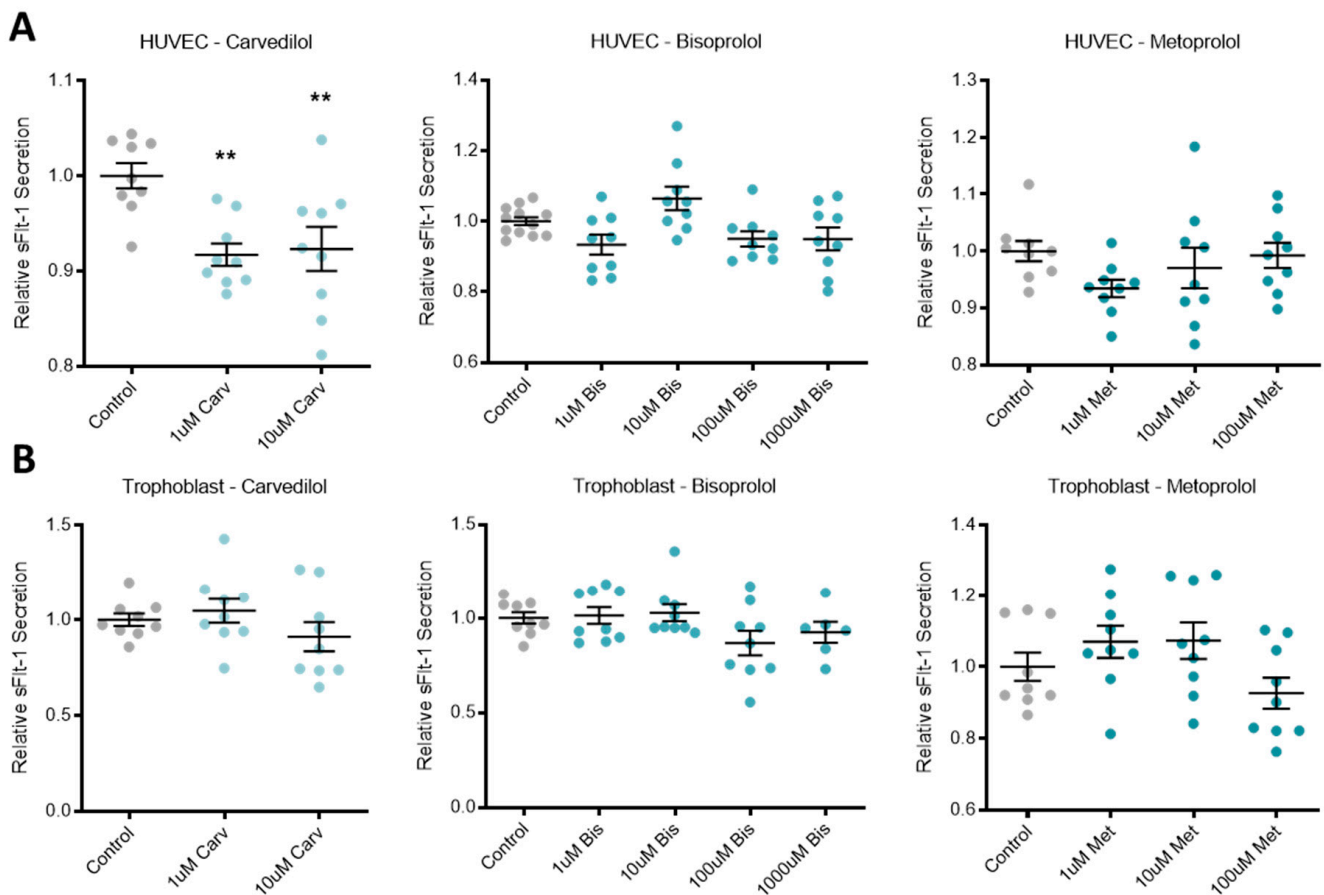 A
HUVEC - Carvedilol
Relative sFlt-1 Secretion
1.1
1.0
0.9
0.8
**
**
Control
1uM Carv
10uM Carv
HUVEC - Bisoprolol
Relative sFlt-1 Secretion
1.4
1.2
1.0
0.8
0.6
Control
1uM Bis
10uM Bis
100uM Bis
1000uM Bis
HUVEC - Metoprolol
Relative sFlt-1 Secretion
1.3
1.2
1.1
1.0
0.9
0.8
Control
1uM Met
10uM Met
100uM Met
B
Trophoblast - Carvedilol
Relative sFlt-1 Secretion
1.5
1.0
0.5
0.0
Control
1uM Carv
10uM Carv
Trophoblast - Bisoprolol
Relative sFlt-1 Secretion
1.5
1.0
0.5
0.0
Control
1uM Bis
10uM Bis
100uM Bis
1000uM Bis
Trophoblast - Metoprolol
Relative sFlt-1 Secretion
1.4
1.2
1.0
0.8
0.6
Control
1uM Met
10uM Met
100uM Met